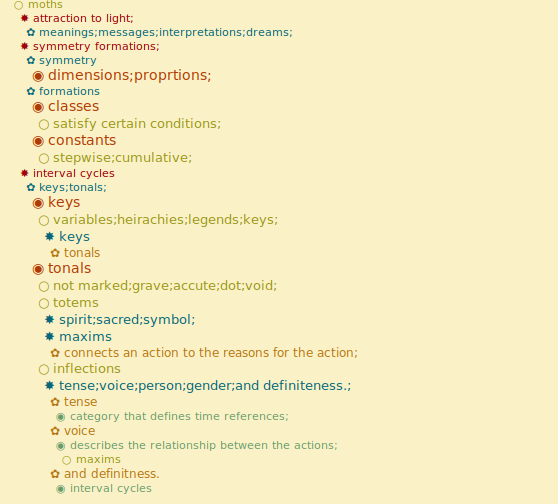 moths
attraction to light;
meanings;messages;interpretations;dreams;
symmetry formations;
symmetry
dimensions;proprtions;
formations
classes
satisfy certain conditions;
constants
stepwise;cumulative;
interval cycles
keys;tonals;
keys
variables;heirachies;legends;keys;
keys
tonals
tonals
not marked;grave;accute;dot;void;
totems
spirit;sacred;symbol;
maxims
connects an action to the reasons for the action;
inflections
tense;voice;person;gender;and definiteness.;
tense
category that defines time references;
voice
describes the relationship between the actions;
maxims
and definitness.
interval cycles